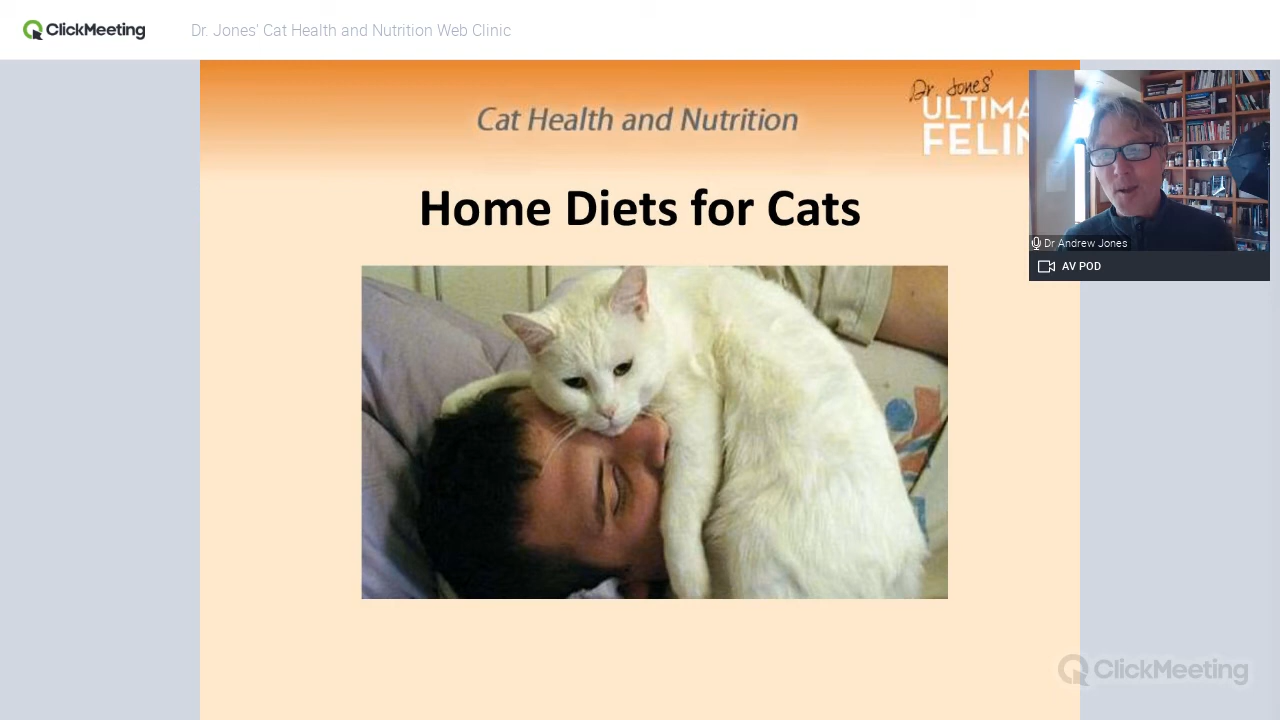 ClickMeeting
Dr. Jones' Cat Health and Nutrition Web Clinic
Cat Health and Nutrition
Dr. Jones'
ULTIMA
FELIN
Home Diets for Cats
Dr Andrew Jones
AV POD
ClickMeeting